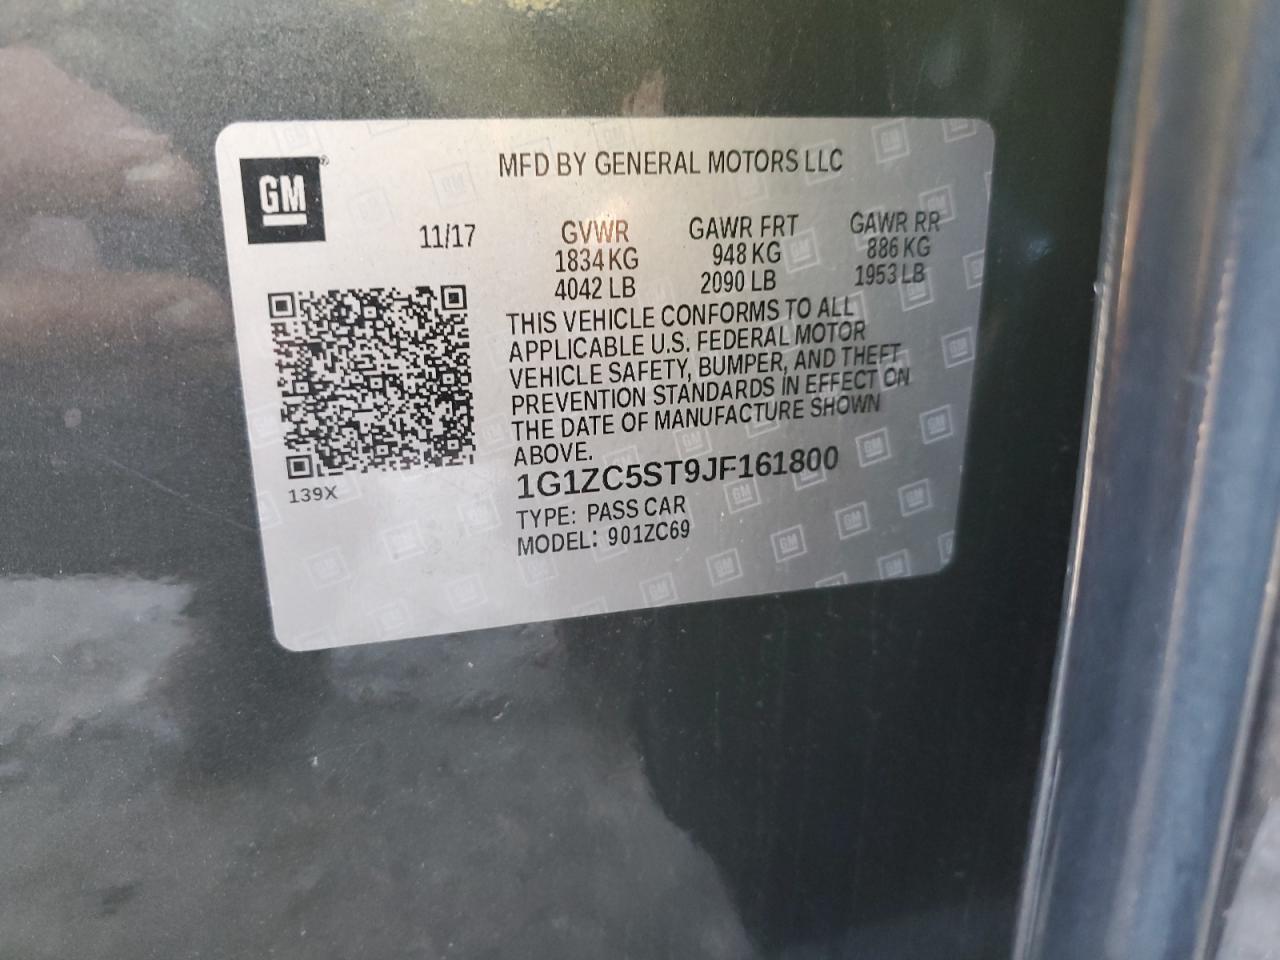 GM®
MFD BY GENERAL MOTORS LLC
11/17
GVWR GAWR FRT GAWR RR
1834 KG 948 KG 886 KG
4042 LB 2090 LB 1953 LB
THIS VEHICLE CONFORMS TO ALL
APPLICABLE U.S. FEDERAL MOTOR
VEHICLE SAFETY, BUMPER, AND THEFT
PREVENTION STANDARDS IN EFFECT ON
THE DATE OF MANUFACTURE SHOWN
ABOVE.
139X
1G1ZC5ST9JF161800
TYPE: PASS CAR
MODEL: 901ZC69